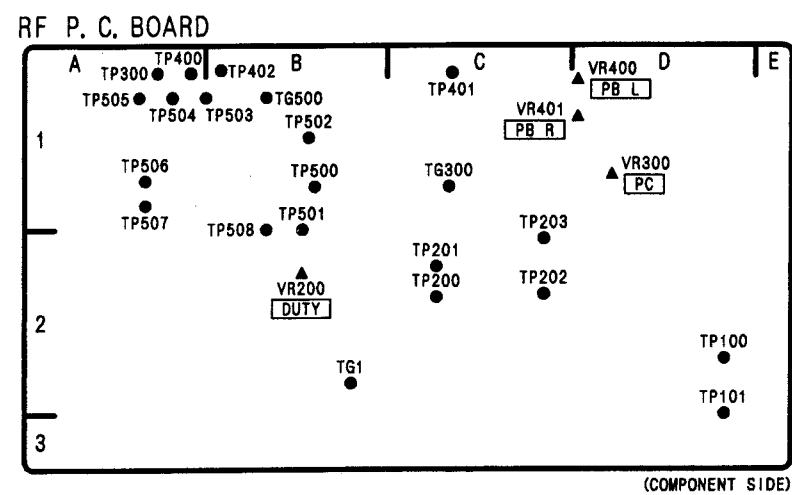 RF P. C. BOARD
A B C D E
TP300 TP400 TP402 TP401 VR400
PB L
TP505 TP504 TP503 TG500 VR401
PB R
TP502
1
TP506 TP500 TG300 VR300
PC
TP507 TP508 TP501 TP203
TP201
TP200 TP202
VR200
DUTY
2
TP100
TG1
TP101
3
(COMPONENT SIDE)